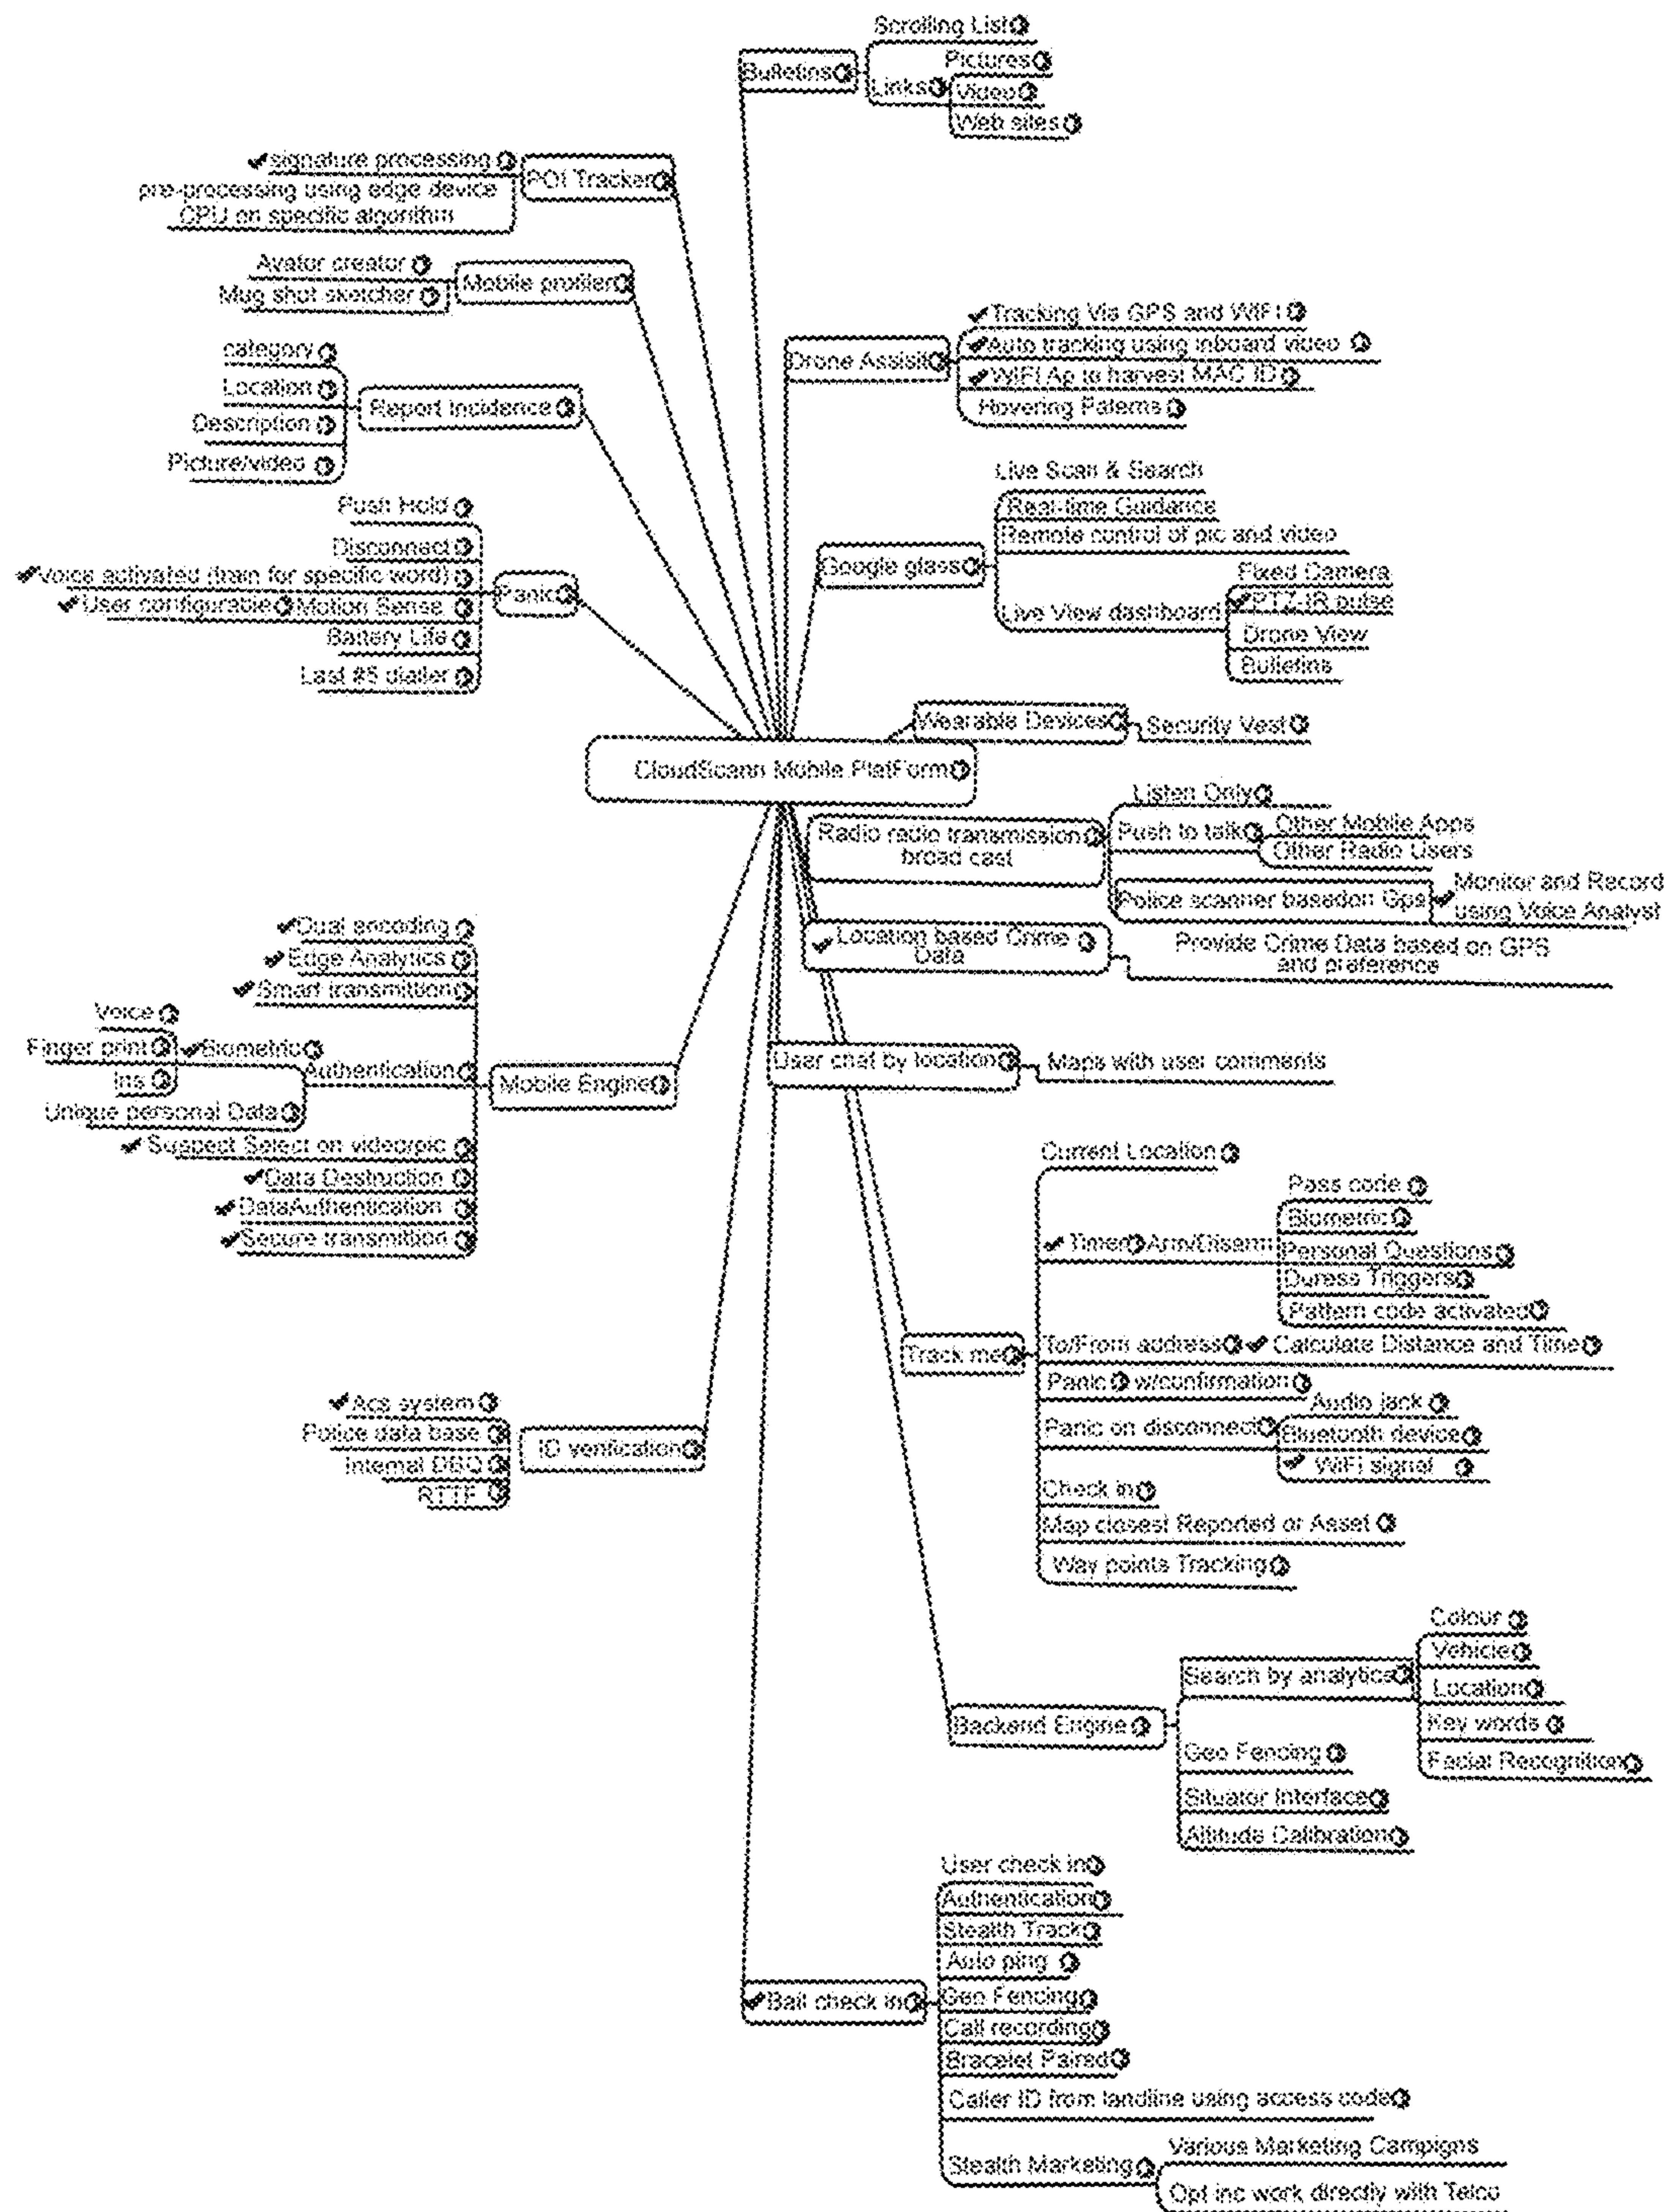 Scrolling List
Bulletins
Pictures
Links
Video
Web sites
signature processing
POI Tracker
pre-processing using edge device
CPU on specific algorithm
Avator creator
Mobile profiler
Mug shot sketcher
category
Location
Report Incidence
Description
Picture/video
Tracking Via GPS and WIFI
Drone Assisit
Auto tracking using inboard video
WIFI Ap to harvest MAC ID
Hovering Paterns
Push Hold
Disconnect
Voice activated (train for specific word)
Panic
User configurable
Motion Sense
Battery Life
Last #5 dialler
Live Scan & Search
Real-time Guidance
Remote control of pic and video
Google glass
Fixed Camera
Live View dashboard
PTZ-IR pulse
Drone View
Bulletins
Wearable Devices
Security Vest
CloudScann Mobile PlatForm
Listen Only
Radio radio transmission
broad cast
Push to talk
Other Mobile Apps
Other Radio Users
Police scanner basedon Gps
Monitor and Record
using Voice Analyst
Location based Crime
Data
Provide Crime Data based on GPS
and preference
Dual encoding
Edge Analytics
Smart transmittion
Voice
Finger print
Biometric
Authentication
Iris
Mobile Engine
Unique personal Data
Suspect Select on video/pic
Data Destruction
DataAuthentication
Secure transmittion
User chat by location
Maps with user comments
Current Location
Pass code
Biometric
Timer
Arm/Disarm
Personal Questions
Duress Triggers
Pattern code activated
Track me
To/From address
Calculate Distance and Time
Panic
w/confirmation
Audio jack
Panic on disconnect
Bluetooth device
WiFi signal
Check in
Map closest Reported or Asset
Way points Tracking
Acs system
Police data base
ID verification
Internal DBQ
RTTF
Colour
Search by analytics
Vehicle
Location
Key words
Backend Engine
Geo Fencing
Facial Recognition
Situator Interface
Altitude Calibration
User check in
Authentication
Stealth Track
Auto ping
Bail check in
Geo Fencing
Call recording
Bracelet Paired
Caller ID from landline using access code
Various Marketing Campigns
Stealth Marketing
Opt inc work directly with Telco